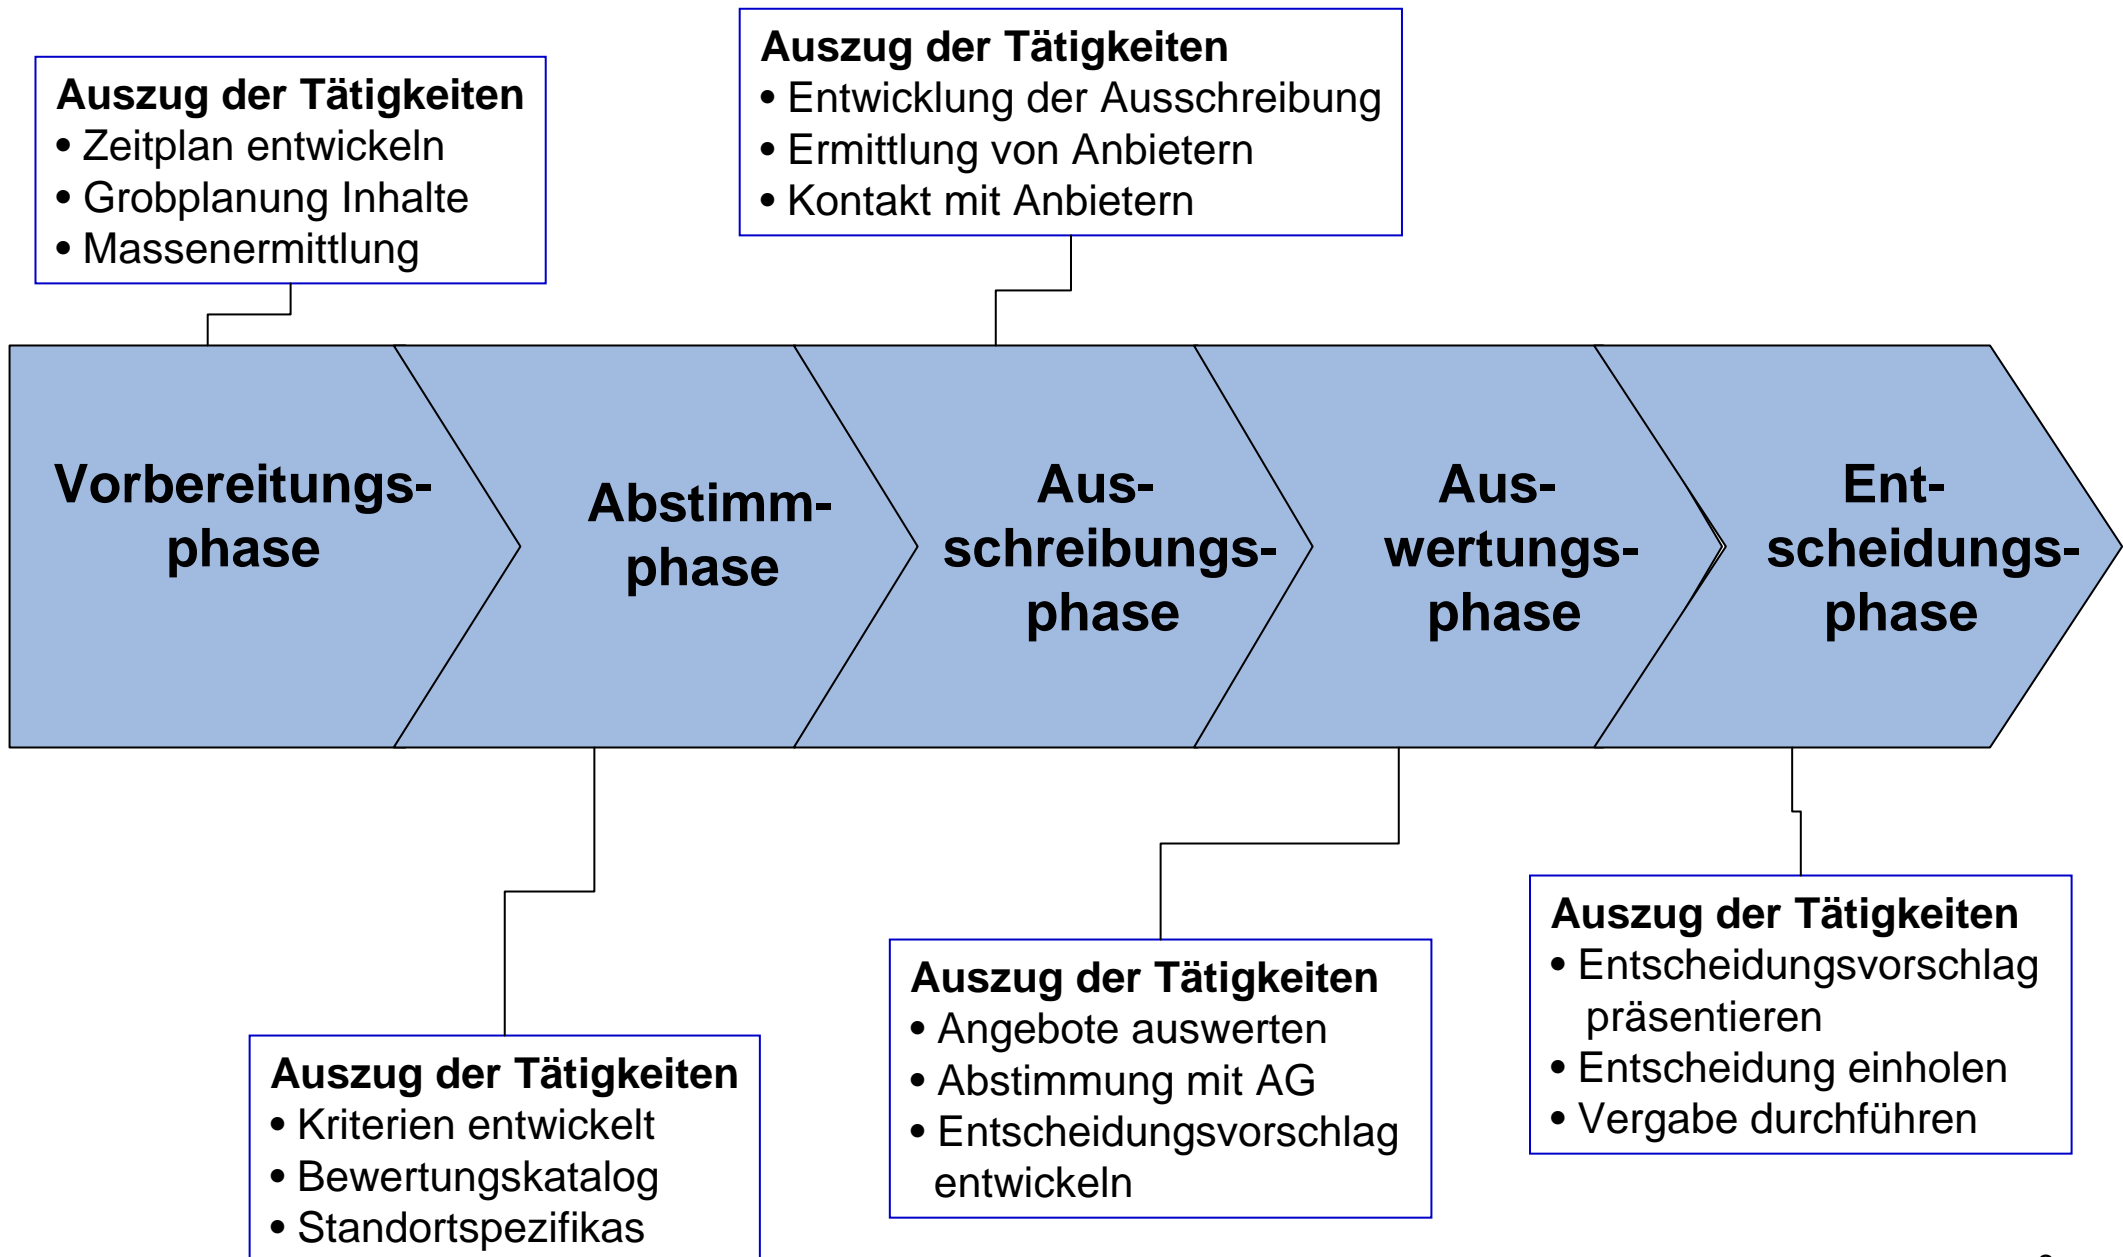 Auszug der Tätigkeiten
• Zeitplan entwickeln
• Grobplanung Inhalte
• Massenermittlung
Auszug der Tätigkeiten
• Entwicklung der Ausschreibung
• Ermittlung von Anbietern
• Kontakt mit Anbietern
Vorbereitungs-
phase
Abstimm-
phase
Aus-
schreibungs-
phase
Aus-
wertungs-
phase
Ent-
scheidungs-
phase
Auszug der Tätigkeiten
• Kriterien entwickelt
• Bewertungskatalog
• Standortspezifikas
Auszug der Tätigkeiten
• Angebote auswerten
• Abstimmung mit AG
• Entscheidungsvorschlag
entwickeln
Auszug der Tätigkeiten
• Entscheidungsvorschlag
präsentieren
• Entscheidung einholen
• Vergabe durchführen